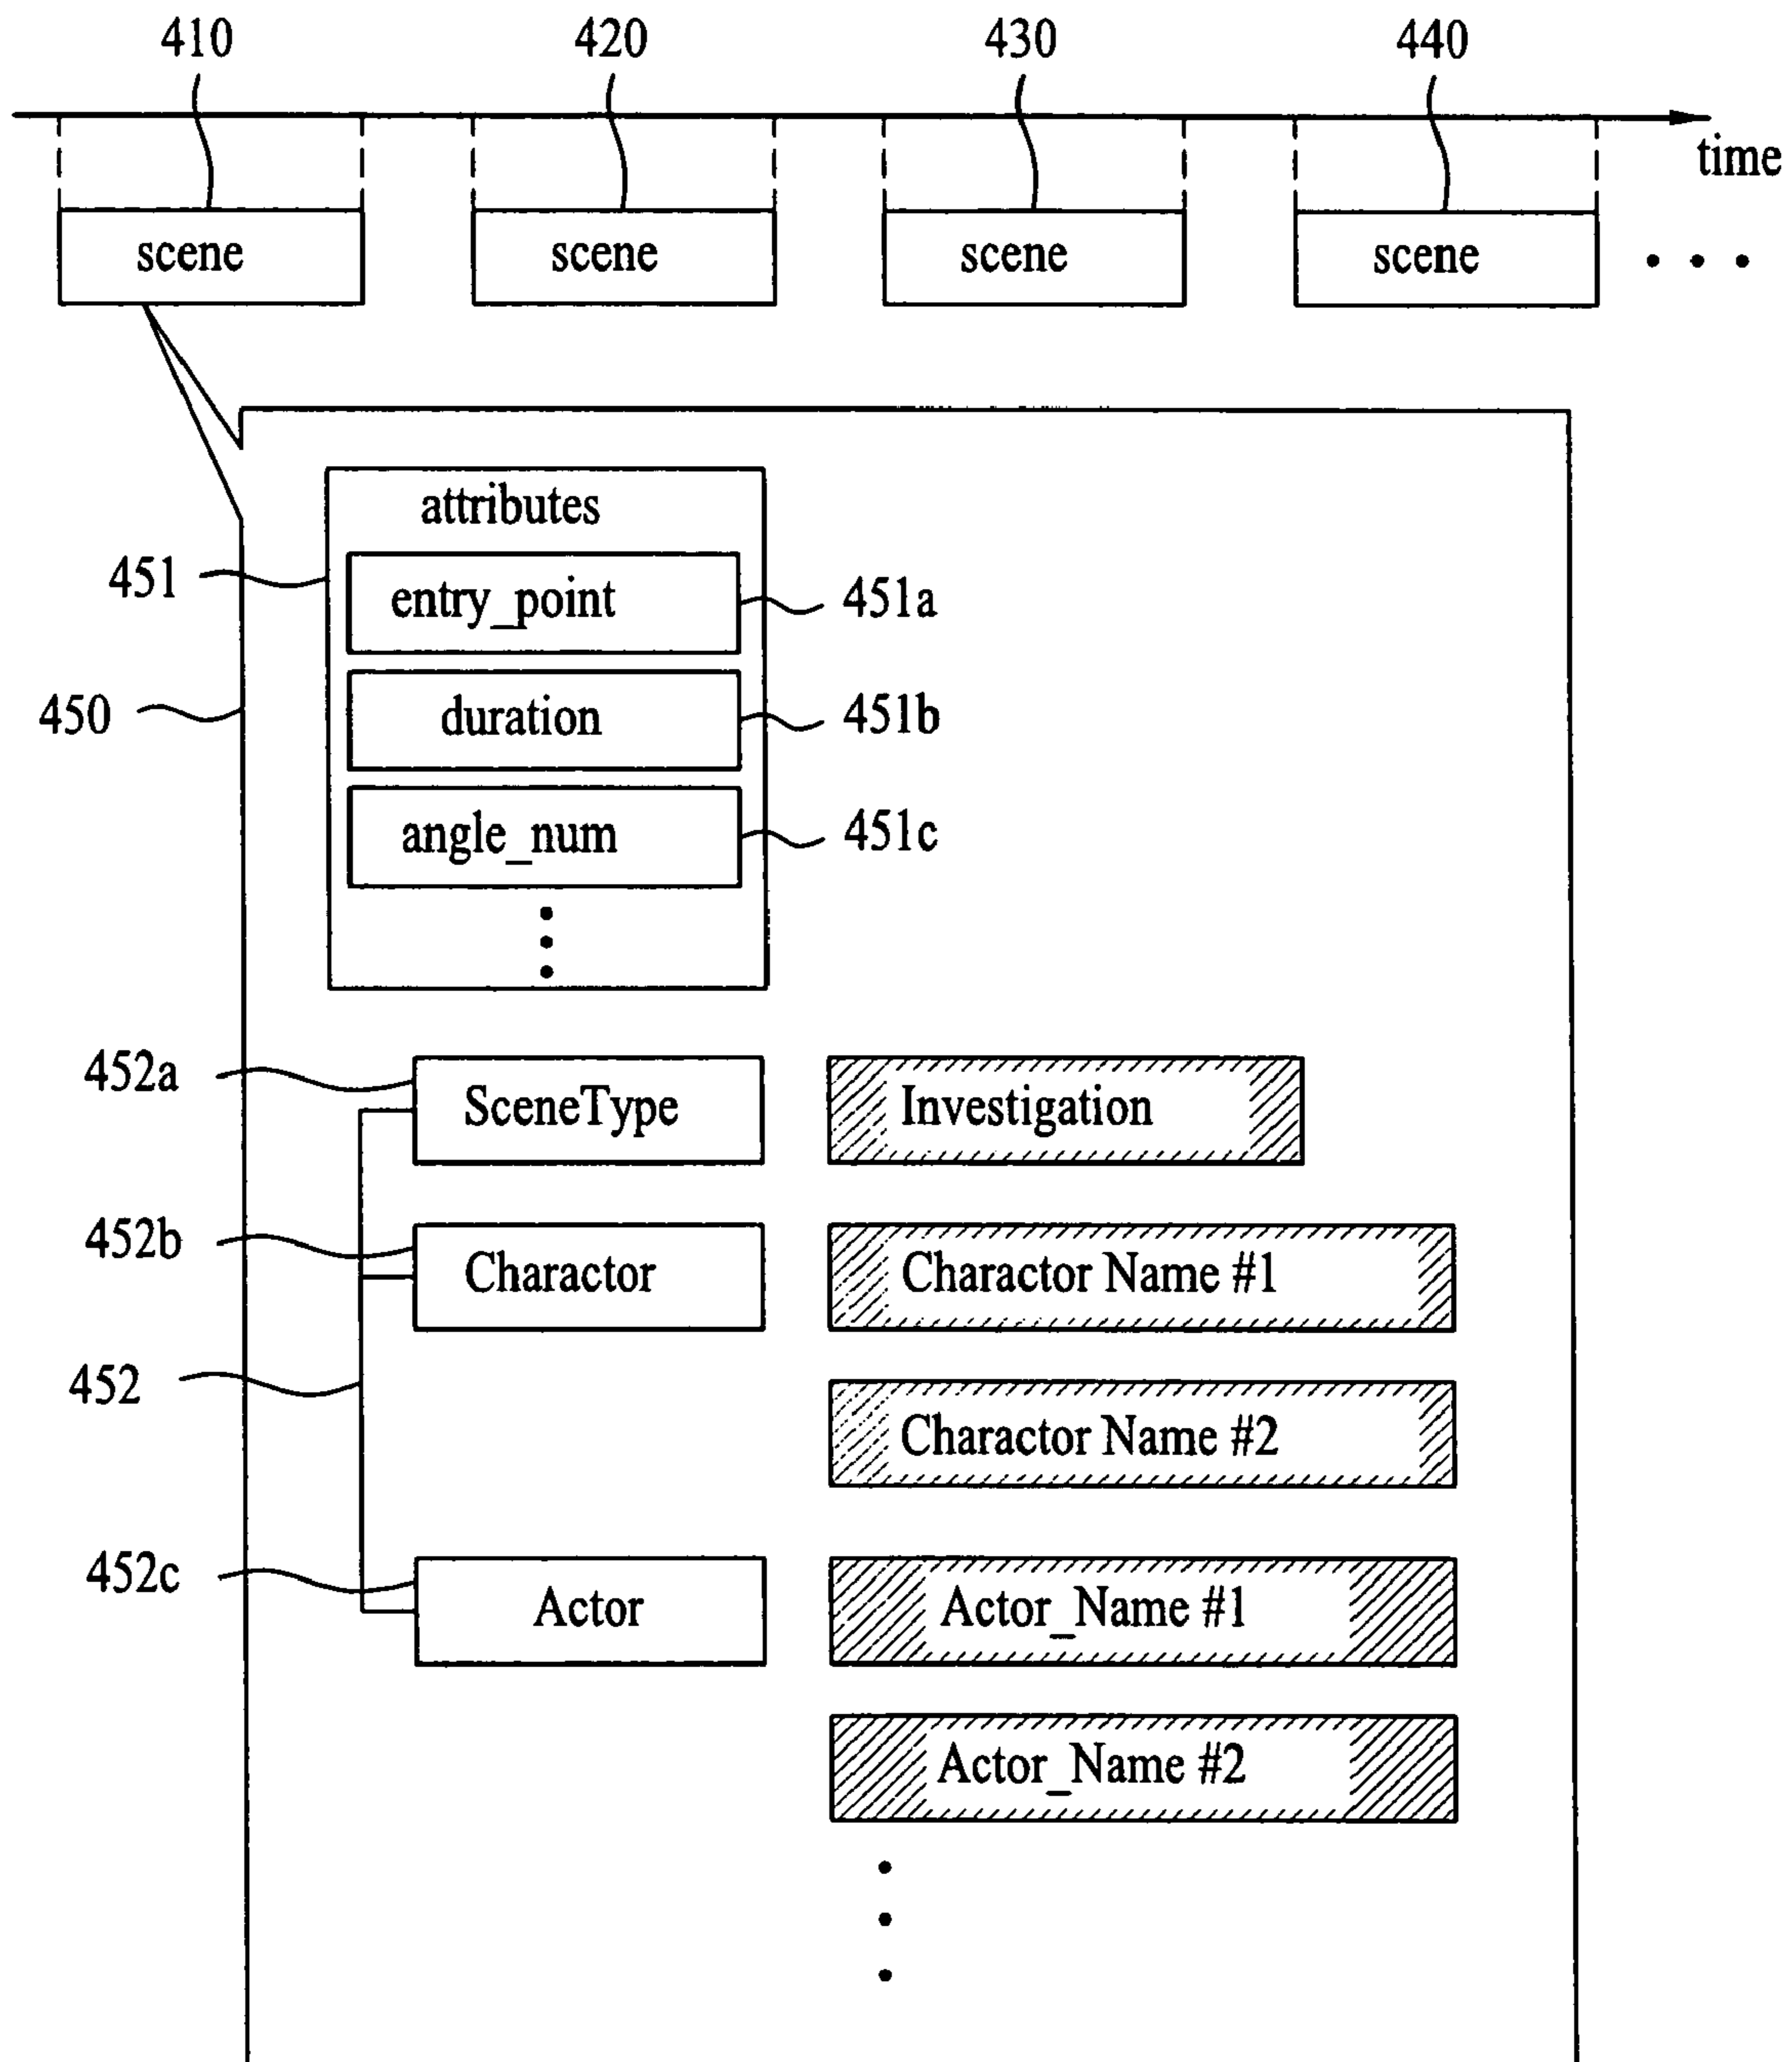 410 420 430 440
time
scene scene scene scene
attributes
451
entry_point 451a
450 duration 451b
angle_num 451c
452a SceneType Investigation
452b Charactor Charactor Name #1
452 Charactor Name #2
452c Actor Actor_Name #1
Actor_Name #2